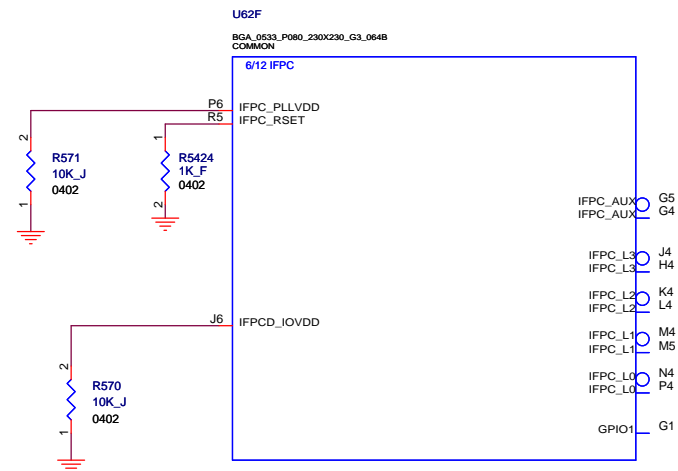 U62F
BGA_0533_P080_230X230_G3_064B
COMMON
6/12 IFPC
P6 IFPC_PLLVDD
R5 IFPC_RSET
2
R571
10K_J
0402
1
1
R5424
1K_F
0402
2
IFPC_AUX G5
IFPC_AUX G4
IFPC_L3 J4
IFPC_L3 H4
IFPC_L2 K4
IFPC_L2 L4
J6 IFPCD_IOVDD
IFPC_L1 M4
IFPC_L1 M5
2
R570
10K_J
0402
1
IFPC_L0 N4
IFPC_L0 P4
GPIO1 G1